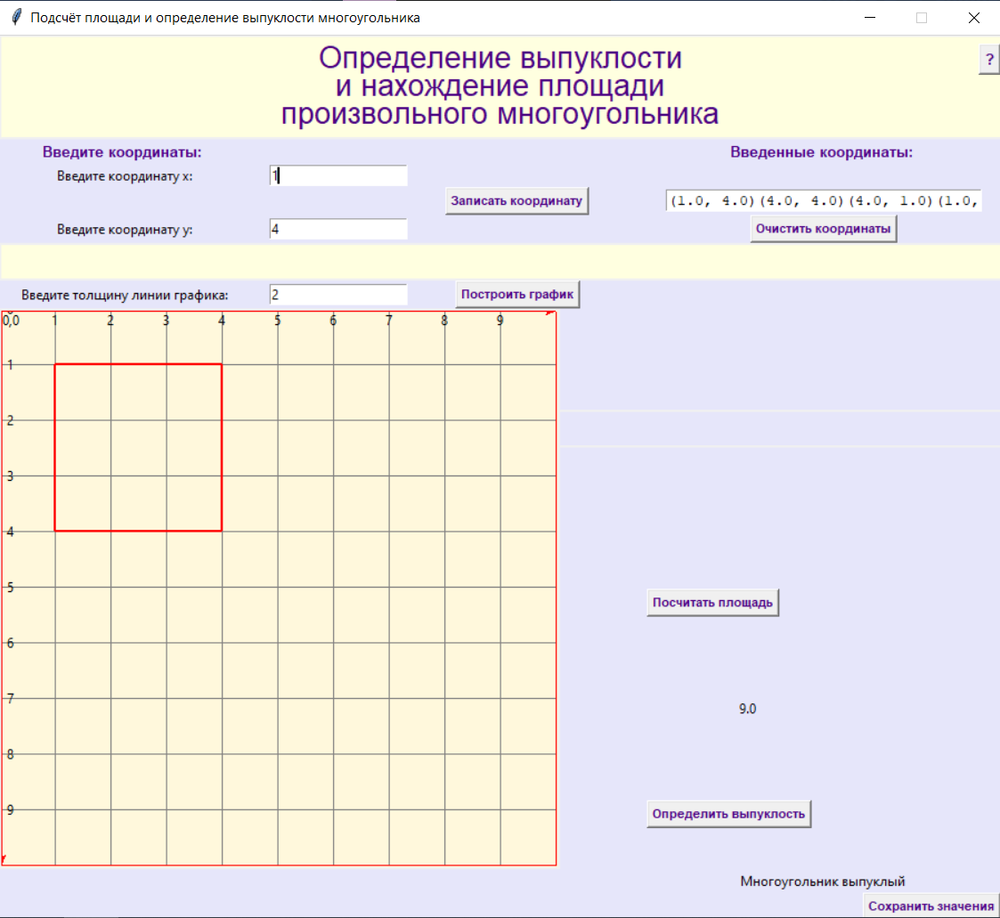 Подсчёт площади и определение выпуклости многоугольника
Определение выпуклости
и нахождение площади
произвольного многоугольника
?
Введите координаты:
Введенные координаты:
Введите координату x:
1
Записать координату
(1.0, 4.0)(4.0, 4.0)(4.0, 1.0)(1.0,
Введите координату y:
4
Очистить координаты
Введите толщину линии графика:
2
Построить график
0,0 1 2 3 4 5 6 7 8 9
1
2
3
4
5
6
7
8
9
Посчитать площадь
9.0
Определить выпуклость
Многоугольник выпуклый
Сохранить значения